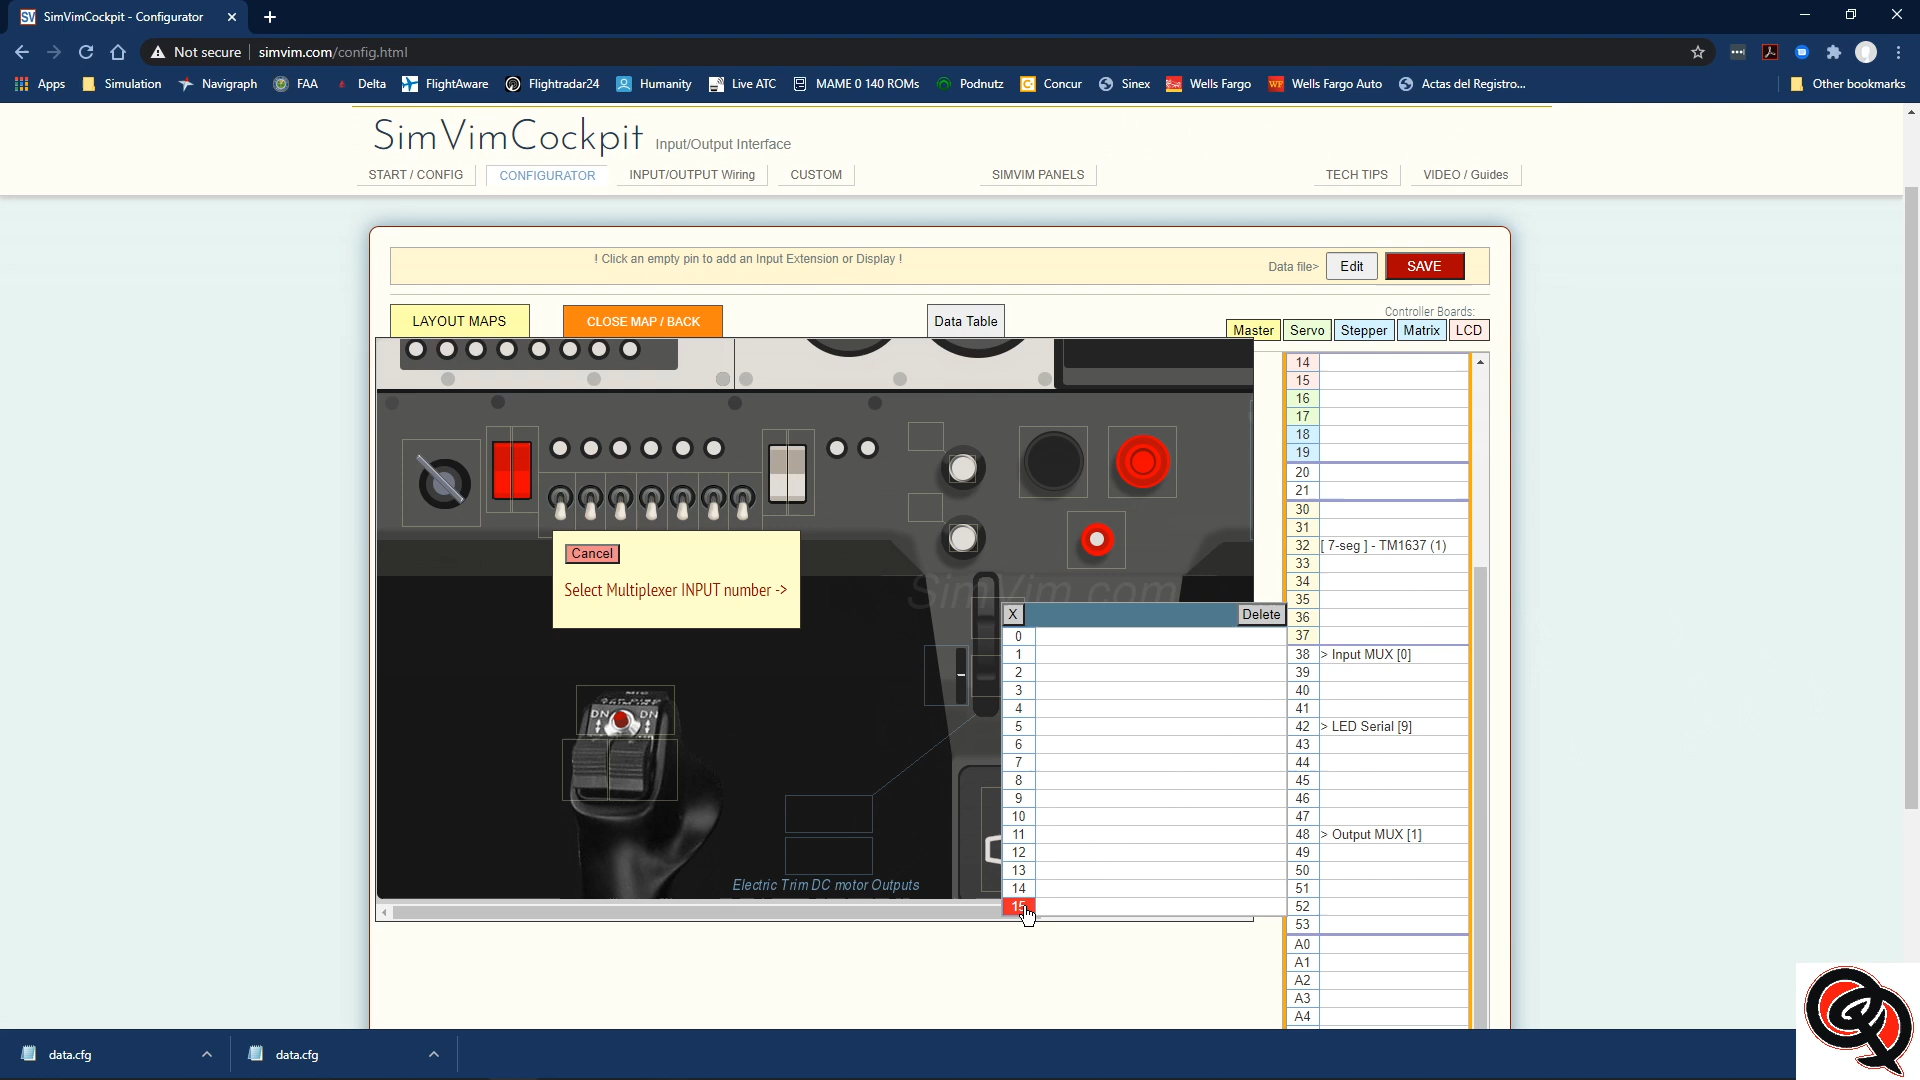 SimVimCockpit - Configurator
Not secure
simvim.com/config.html
Apps
Simulation
Navigraph
FAA
Delta
FlightAware
Flightradar24
Humanity
Live ATC
MAME 0 140 ROMs
Podnutz
Concur
Sinex
Wells Fargo
Wells Fargo Auto
Actas del Registro...
Other bookmarks
SimVimCockpit Input/Output Interface
START / CONFIG
CONFIGURATOR
INPUT/OUTPUT Wiring
CUSTOM
SIMVIM PANELS
TECH TIPS
VIDEO / Guides
! Click an empty pin to add an Input Extension or Display !
Data file>
Edit
SAVE
LAYOUT MAPS
CLOSE MAP / BACK
Data Table
Controller Boards:
Master
Servo
Stepper
Matrix
LCD
Cancel
Select Multiplexer INPUT number ->
SimVim.com
DN
DN
Electric Trim DC motor Outputs
X
Delete
0
1
2
3
4
5
6
7
8
9
10
11
12
13
14
15
14
15
16
17
18
19
20
21
30
31
32 [ 7-seg ] - TM1637 (1)
33
34
35
36
37
38 > Input MUX [0]
39
40
41
42 > LED Serial [9]
43
44
45
46
47
48 > Output MUX [1]
49
50
51
52
53
A0
A1
A2
A3
A4
data.cfg
data.cfg